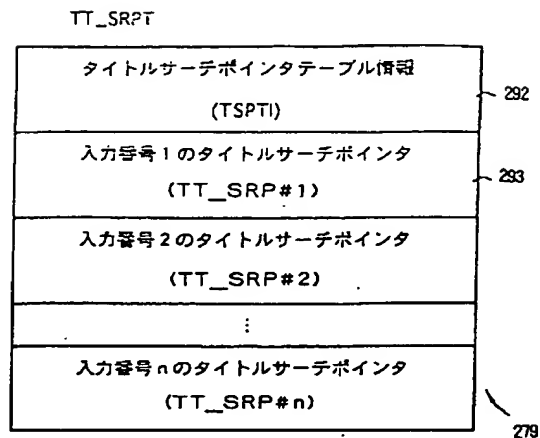 TT_SRPT
タイトルサーチポインタテーブル情報
(TSPTI)
292
入力番号1のタイトルサーチポインタ
(TT_SRP#1)
293
入力番号2のタイトルサーチポインタ
(TT_SRP#2)
⋮
入力番号nのタイトルサーチポインタ
(TT_SRP#n)
279